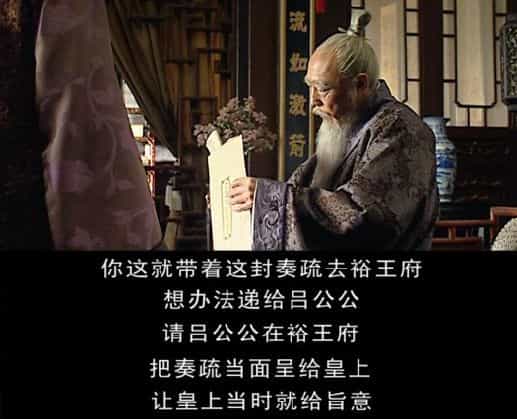 流如激箭
你这就带着这封奏疏去裕王府
想办法递给吕公公
请吕公公在裕王府
把奏疏当面呈给皇上
让皇上当时就给旨意